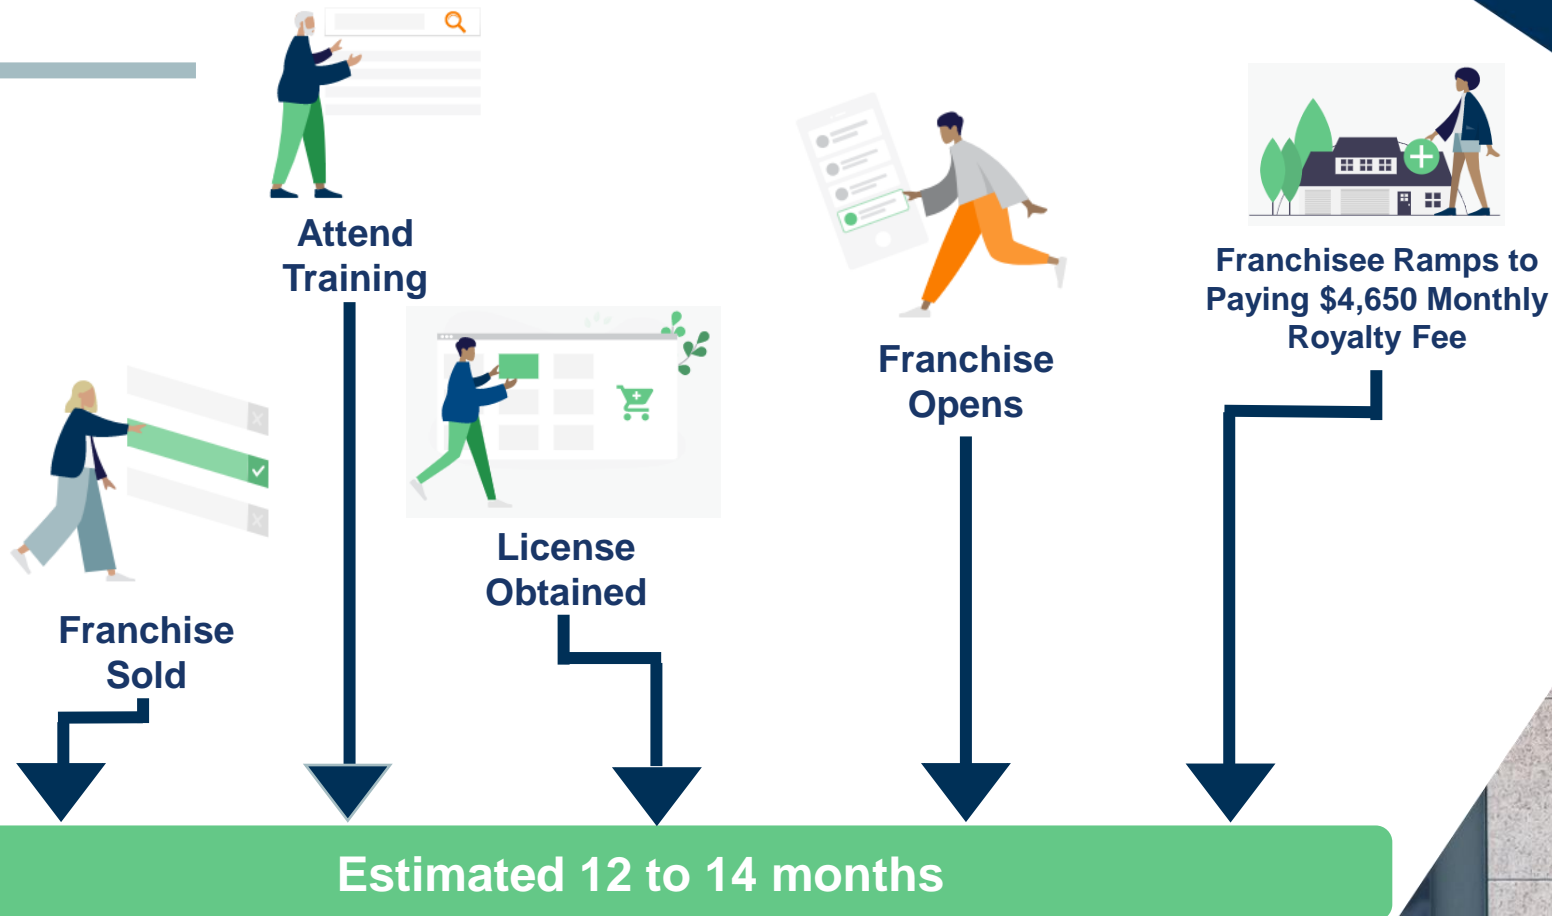 Attend
Training
Franchise
Sold
License
Obtained
Franchise
Opens
Franchisee Ramps to
Paying $4,650 Monthly
Royalty Fee
Estimated 12 to 14 months